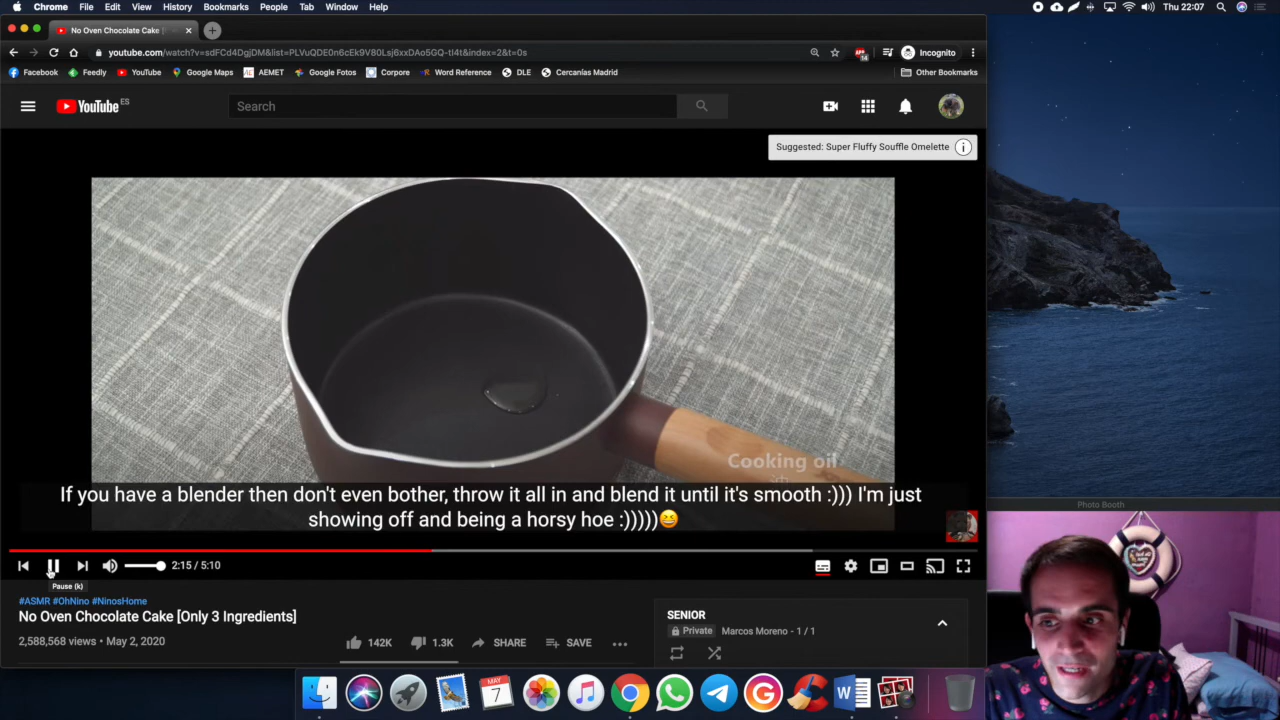 Chrome File Edit View History Bookmarks People Tab Window Help Thu 22:07
No Oven Chocolate Cake [
youtube.com/watch?v=sdFCd4DgjDM&list=PLVuQDE0n6cEk9V80Lsj6xxDAo5GQ-tI4t&index=2&t=0s Incognito
Facebook Feedly YouTube Google Maps AEMET Google Fotos Corpore Word Reference DLE Cercanías Madrid Other Bookmarks
YouTube ES Search
Suggested: Super Fluffy Souffle Omelette
Cooking oil
If you have a blender then don't even bother, throw it all in and blend it until it's smooth :))) I'm just
showing off and being a horsy hoe :)))))😆
Photo Booth
2:15 / 5:10
Pause (k)
#ASMR #OhNino #NinosHome
No Oven Chocolate Cake [Only 3 Ingredients]
2,588,568 views • May 2, 2020
142K 1.3K SHARE SAVE
SENIOR
Private Marcos Moreno - 1 / 1
MAY
7